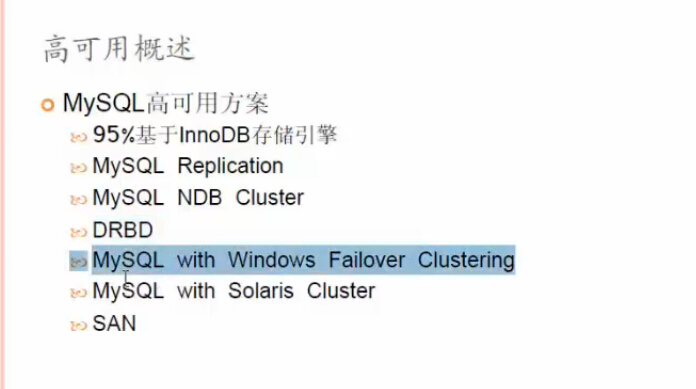 高可用概述
MySQL高可用方案
95%基于InnoDB存储引擎
MySQL Replication
MySQL NDB Cluster
DRBD
MySQL with Windows Failover Clustering
MySQL with Solaris Cluster
SAN